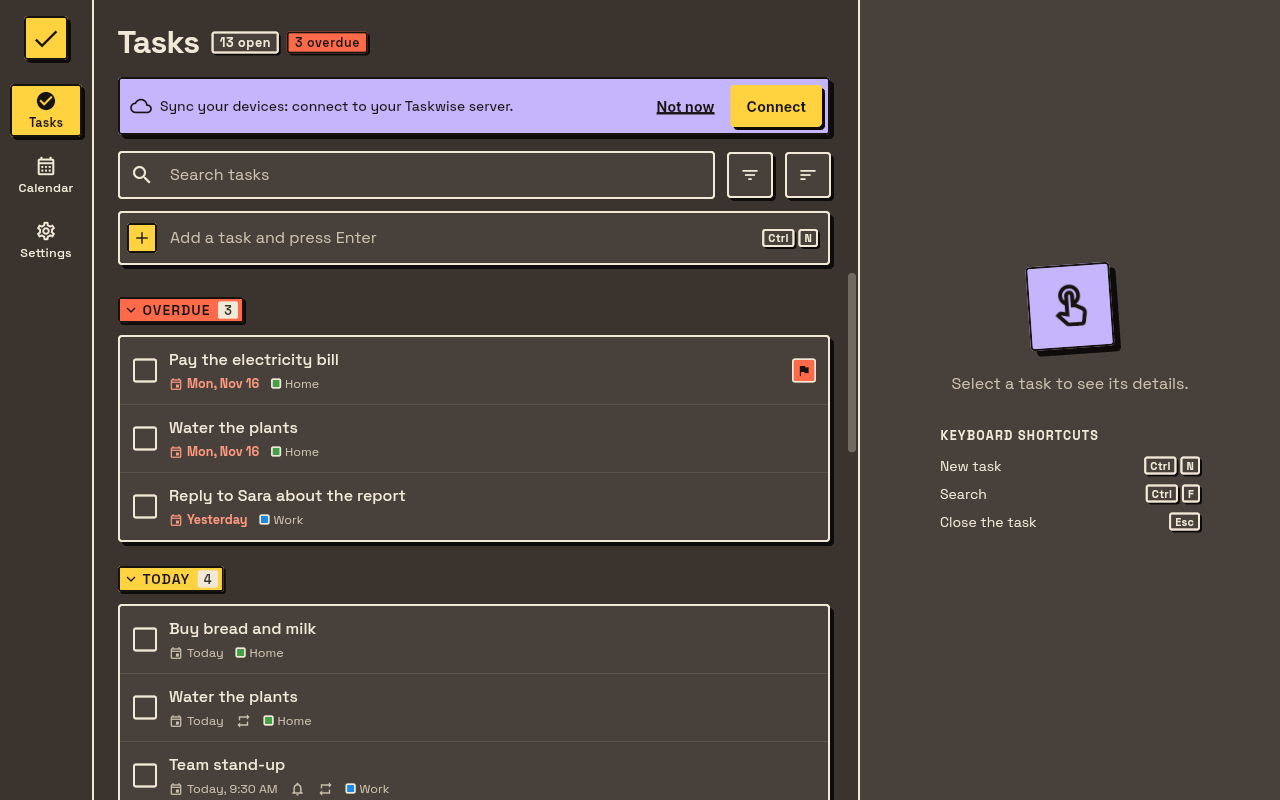 Tasks
13 open
3 overdue
Tasks
Calendar
Settings
Sync your devices: connect to your Taskwise server.
Not now
Connect
Search tasks
Add a task and press Enter
Ctrl N
OVERDUE 3
Pay the electricity bill
Mon, Nov 16 Home
Water the plants
Mon, Nov 16 Home
Reply to Sara about the report
Yesterday Work
TODAY 4
Buy bread and milk
Today Home
Water the plants
Today Home
Team stand-up
Today, 9:30 AM Work
Select a task to see its details.
KEYBOARD SHORTCUTS
New task Ctrl N
Search Ctrl F
Close the task Esc